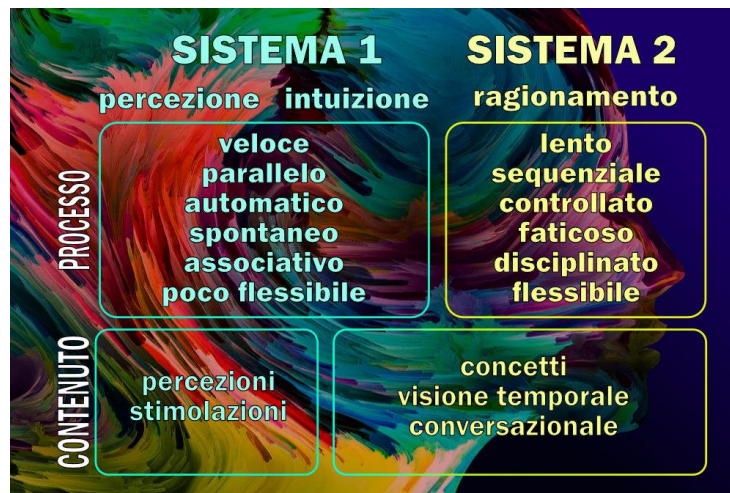 SISTEMA 1
percezione intuizione
SISTEMA 2
ragionamento
PROCESSO
veloce
parallelo
automatico
spontaneo
associativo
poco flessibile
lento
sequenziale
controllato
faticoso
disciplinato
flessibile
CONTENUTO
percezioni
stimolazioni
concetti
visione temporale
conversazionale